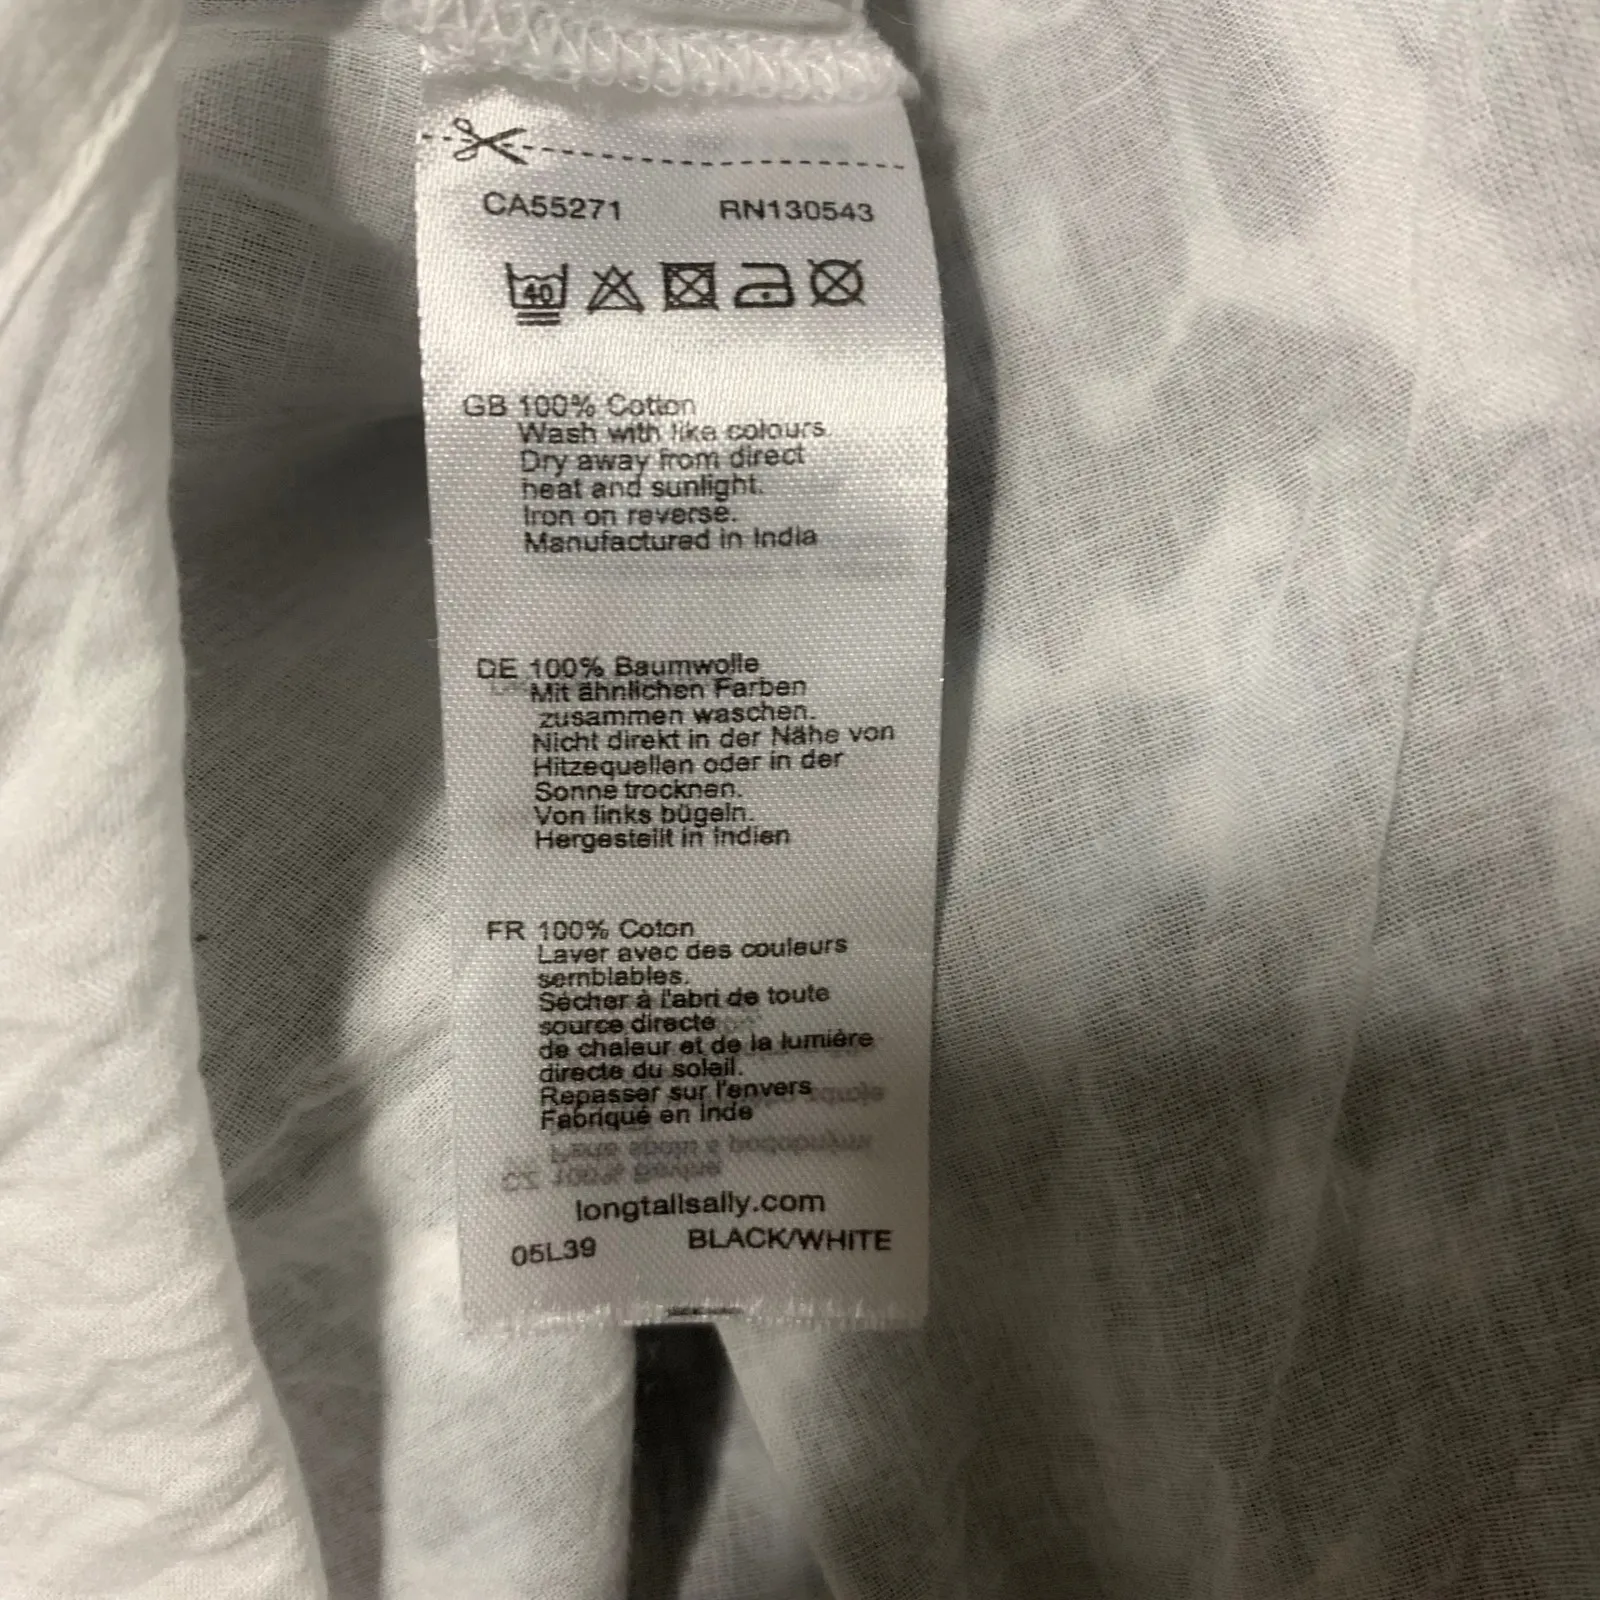 CA55271 RN130543
40
GB 100% Cotton
Wash with like colours.
Dry away from direct
heat and sunlight.
Iron on reverse.
Manufactured in India
DE 100% Baumwolle
Mit ähnlichen Farben
zusammen waschen.
Nicht direkt in der Nähe von
Hitzequellen oder in der
Sonne trocknen.
Von links bügeln.
Hergestellt in Indien
FR 100% Coton
Laver avec des couleurs
semblables.
Sécher à l'abri de toute
source directe
de chaleur et de la lumière
directe du soleil.
Repasser sur l'envers
Fabriqué en Inde
longtallsally.com
05L39 BLACK/WHITE